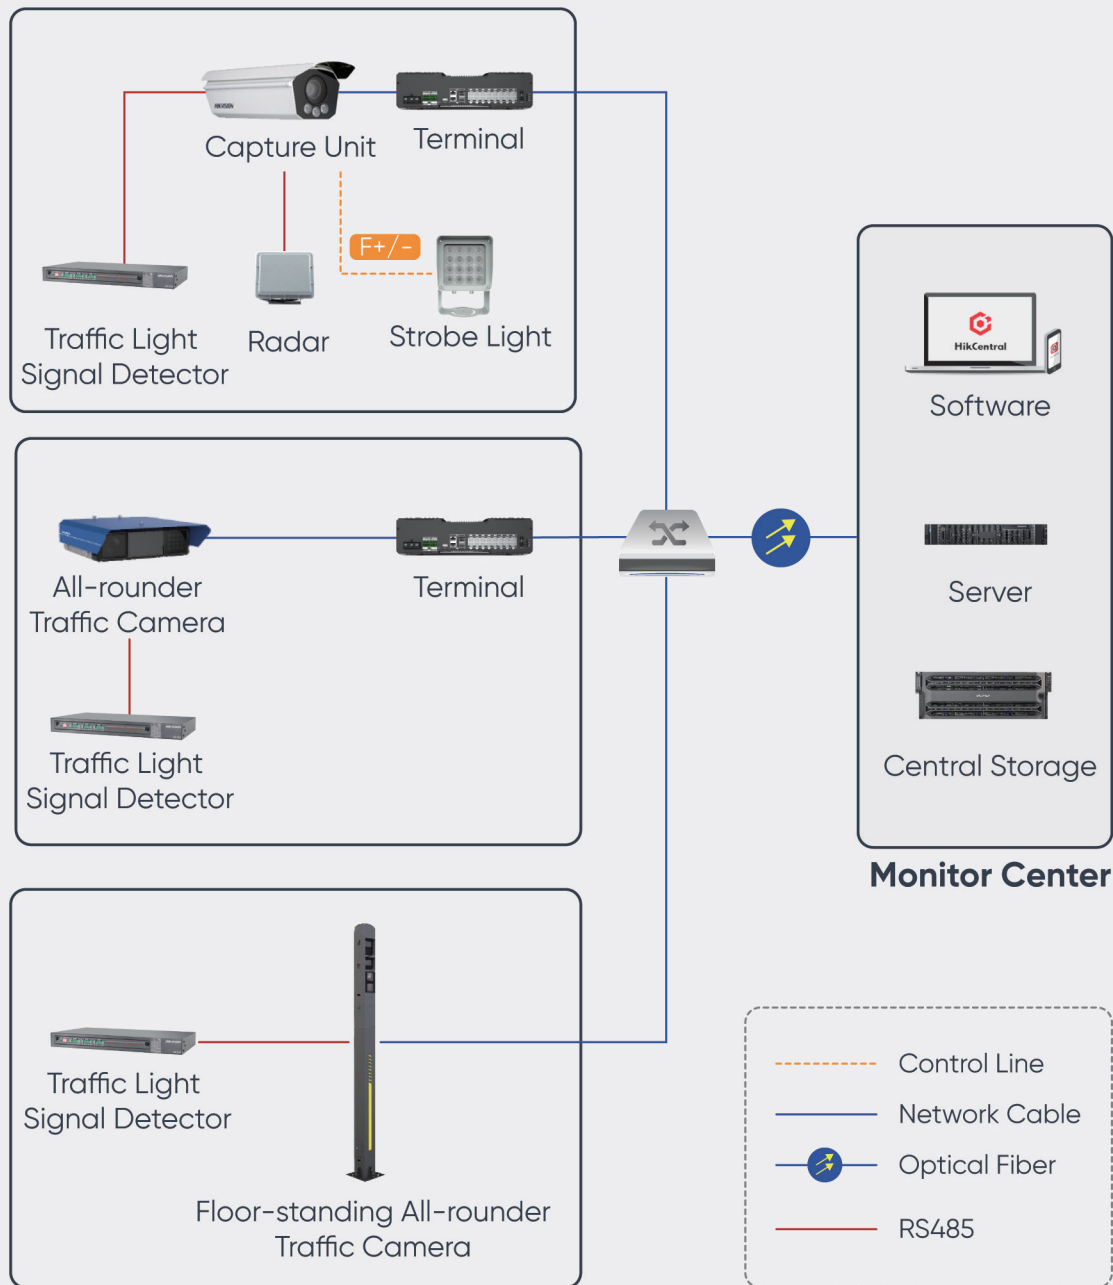 HIKVISION
Capture Unit
Terminal
F+/-
Traffic Light
Signal Detector
Radar
Strobe Light
HikCentral
Software
All-rounder
Traffic Camera
Terminal
Server
Traffic Light
Signal Detector
Central Storage
Monitor Center
Traffic Light
Signal Detector
Floor-standing All-rounder
Traffic Camera
Control Line
Network Cable
Optical Fiber
RS485